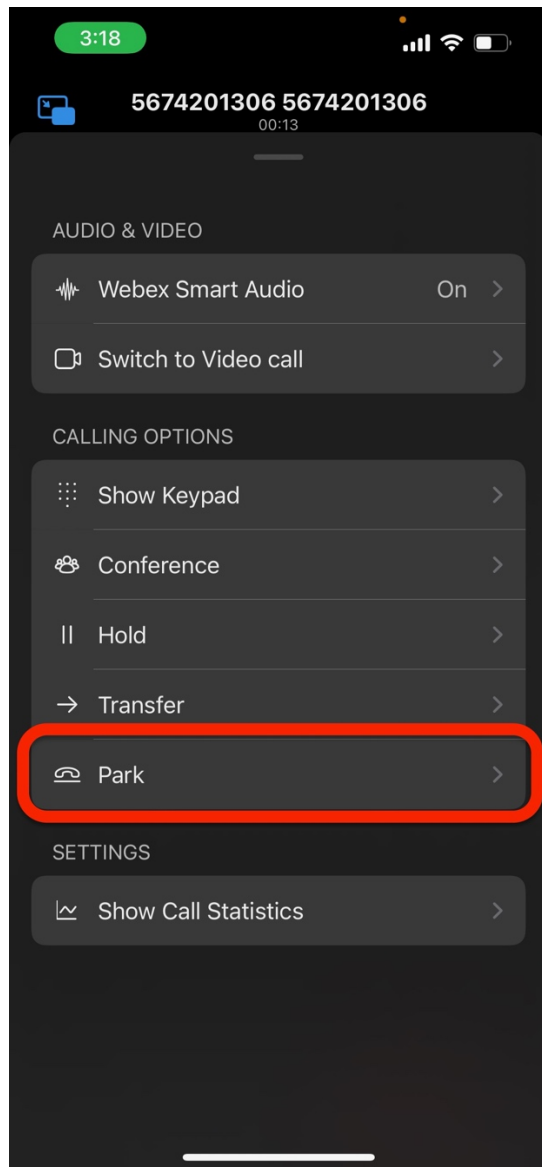 3:18
5674201306 5674201306
00:13
AUDIO & VIDEO
Webex Smart Audio On
Switch to Video call
CALLING OPTIONS
Show Keypad
Conference
Hold
Transfer
Park
SETTINGS
Show Call Statistics